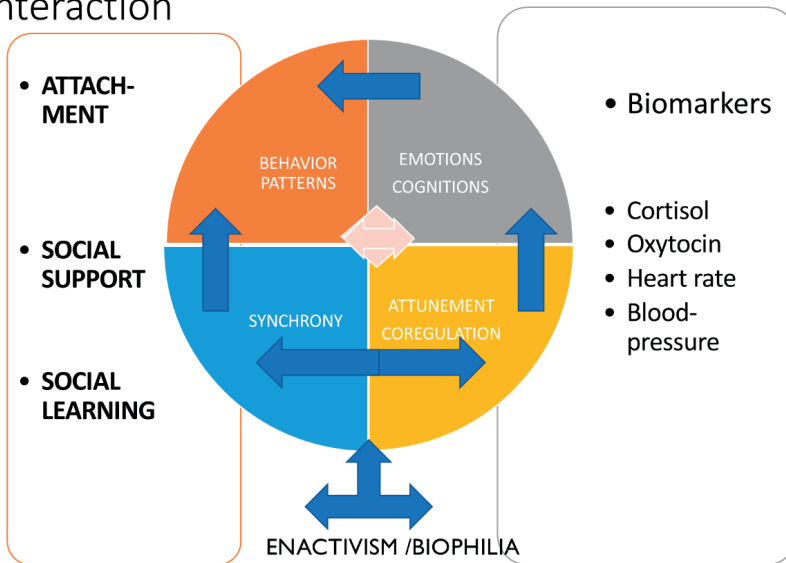 nteraction
• ATTACH-
MENT
• SOCIAL
SUPPORT
• SOCIAL
LEARNING
BEHAVIOR
PATTERNS
EMOTIONS
COGNITIONS
SYNCHRONY
ATTUNEMENT
COREGULATION
• Biomarkers
• Cortisol
• Oxytocin
• Heart rate
• Blood-
pressure
ENACTIVISM /BIOPHILIA